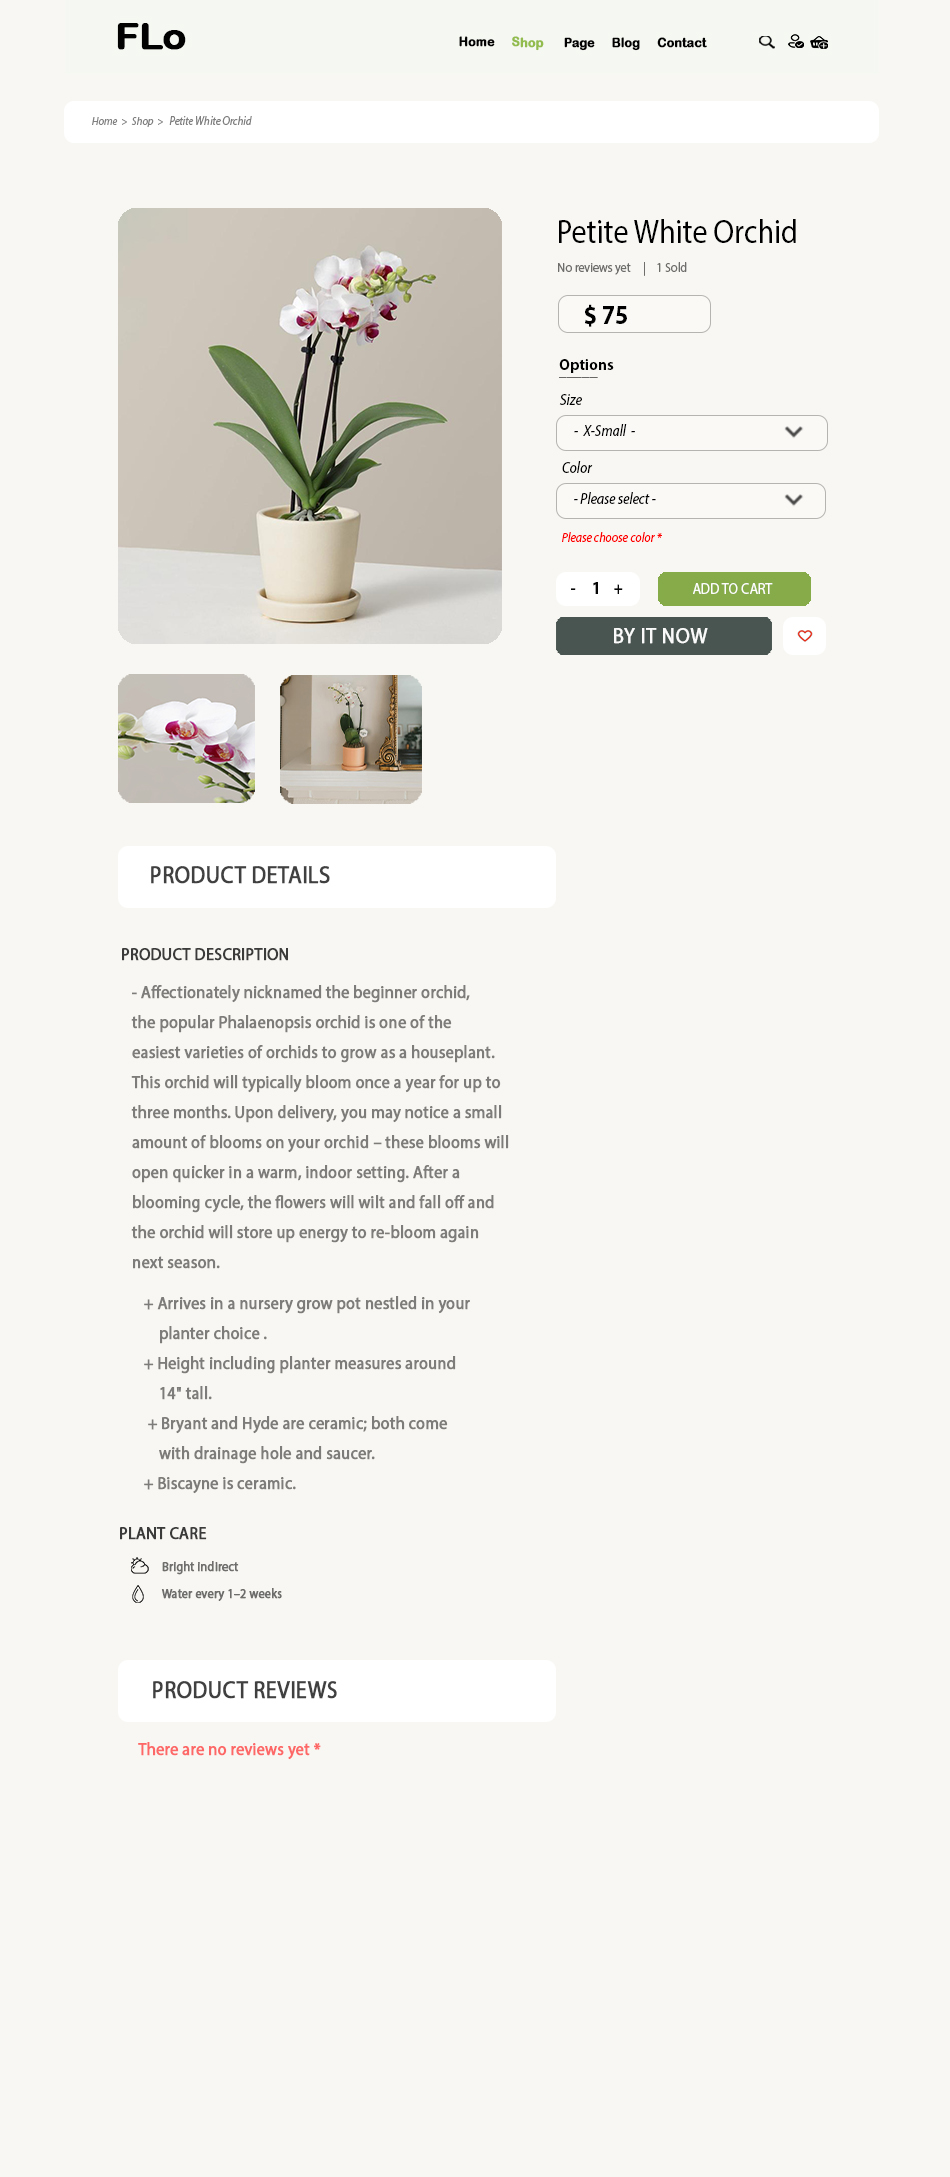 FLo
Home Shop Page Blog Contact
Home > Shop > Petite White Orchid
Petite White Orchid
No reviews yet | 1 Sold
$ 75
Options
Size
- X-Small -
Color
- Please select -
Please choose color *
- 1 + ADD TO CART
BY IT NOW
PRODUCT DETAILS
PRODUCT DESCRIPTION
- Affectionately nicknamed the beginner orchid,
the popular Phalaenopsis orchid is one of the
easiest varieties of orchids to grow as a houseplant.
This orchid will typically bloom once a year for up to
three months. Upon delivery, you may notice a small
amount of blooms on your orchid – these blooms will
open quicker in a warm, indoor setting. After a
blooming cycle, the flowers will wilt and fall off and
the orchid will store up energy to re-bloom again
next season.
+ Arrives in a nursery grow pot nestled in your
planter choice .
+ Height including planter measures around
14" tall.
+ Bryant and Hyde are ceramic; both come
with drainage hole and saucer.
+ Biscayne is ceramic.
PLANT CARE
Bright indirect
Water every 1–2 weeks
PRODUCT REVIEWS
There are no reviews yet *